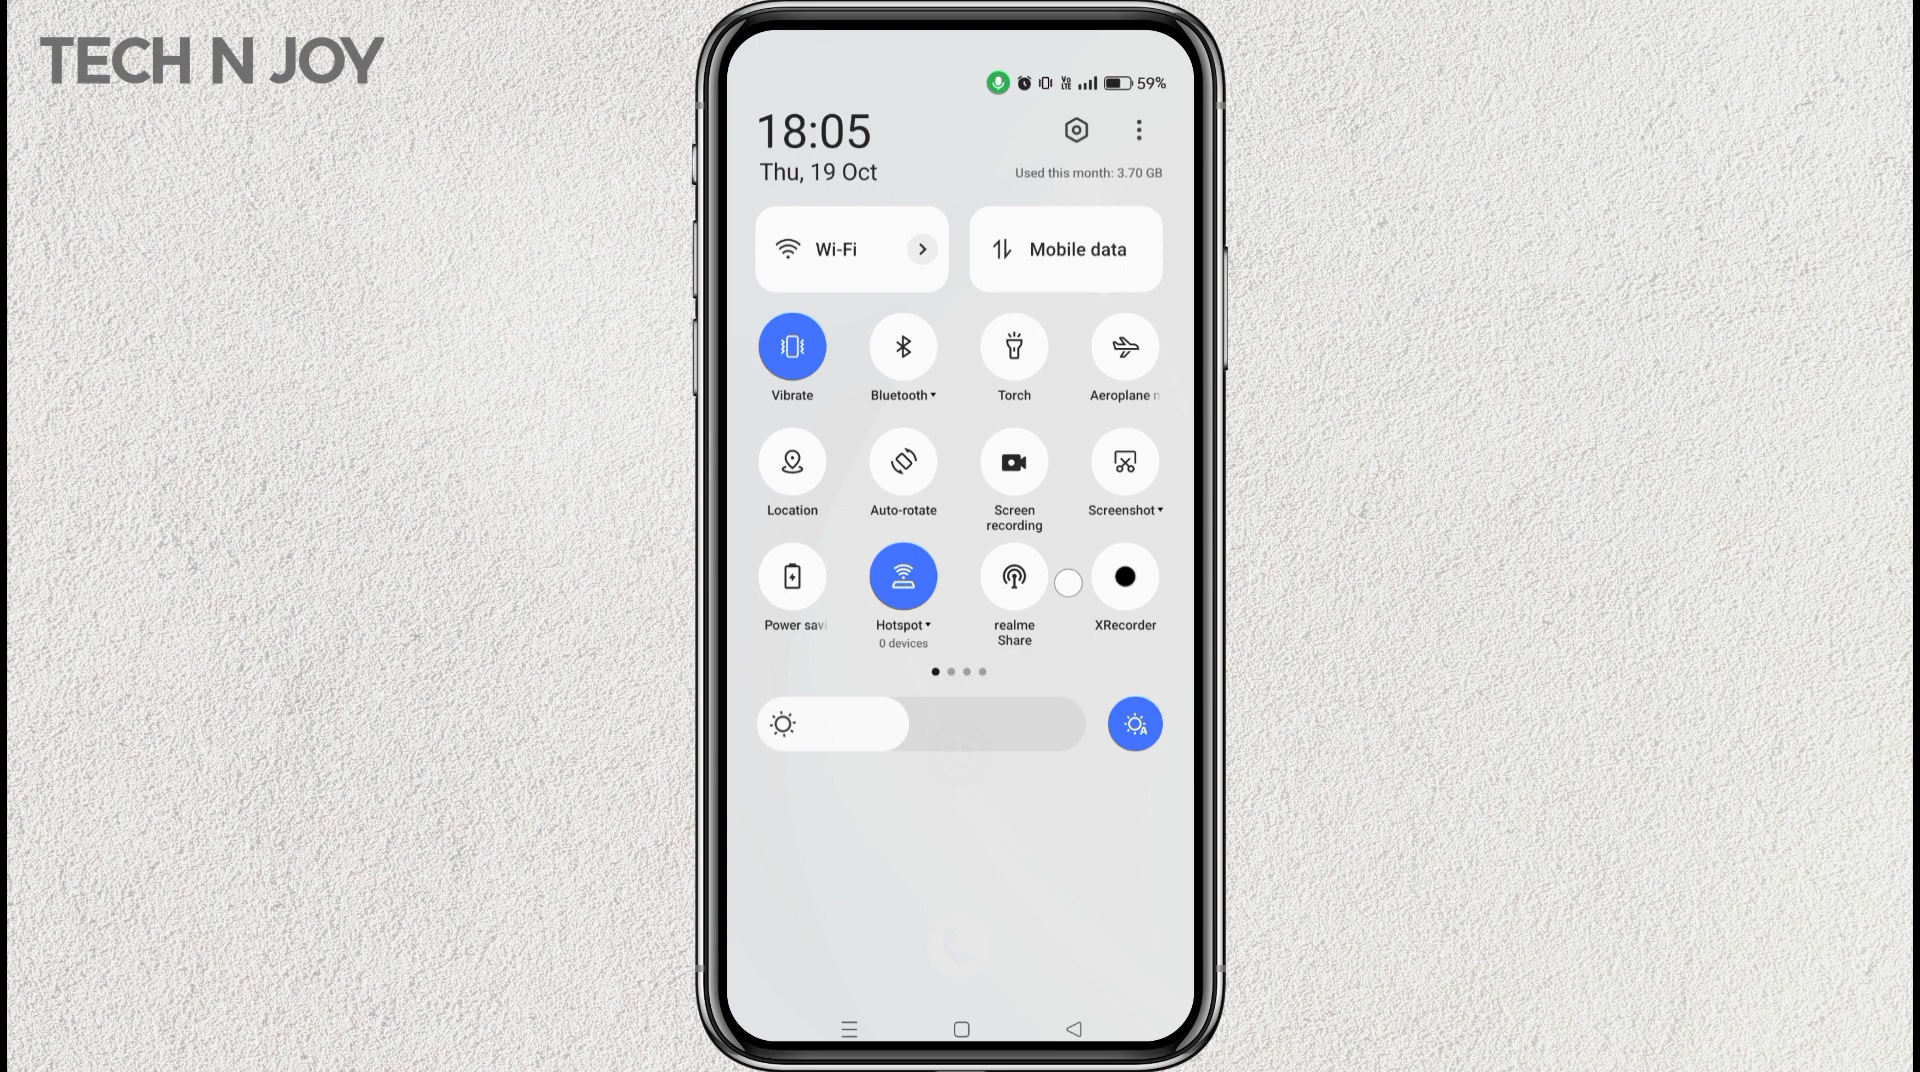 TECH N JOY
59%
18:05
Thu, 19 Oct
Used this month: 3.70 GB
Wi-Fi
Mobile data
Vibrate
Bluetooth
Torch
Aeroplane
Location
Auto-rotate
Screen
recording
Screenshot
Power savi
Hotspot
0 devices
realme
Share
XRecorder